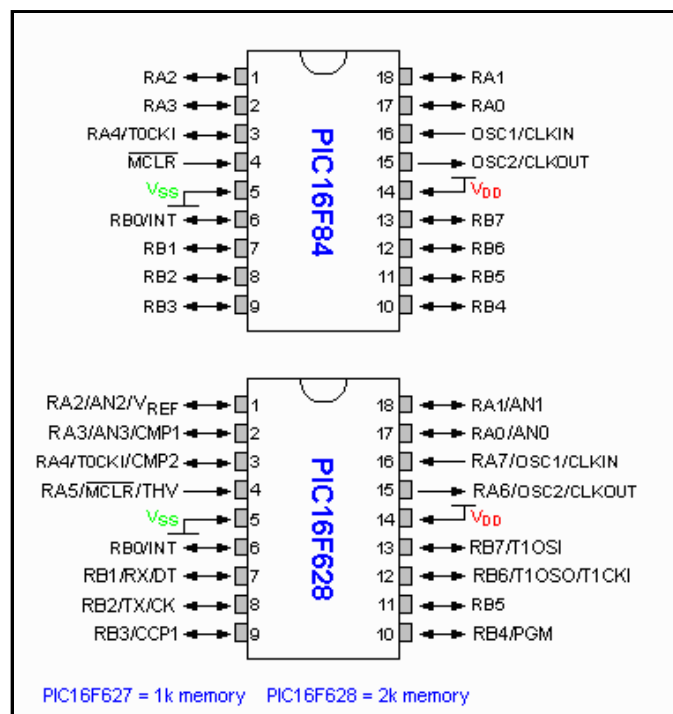 RA2 1 18 RA1
RA3 2 17 RA0
RA4/T0CKI 3 16 OSC1/CLKIN
MCLR 4 15 OSC2/CLKOUT
VSS 5 14 VDD
RB0/INT 6 13 RB7
RB1 7 12 RB6
RB2 8 11 RB5
RB3 9 10 RB4
PIC16F84
RA2/AN2/VREF 1 18 RA1/AN1
RA3/AN3/CMP1 2 17 RA0/AN0
RA4/T0CKI/CMP2 3 16 RA7/OSC1/CLKIN
RA5/MCLR/THV 4 15 RA6/OSC2/CLKOUT
VSS 5 14 VDD
RB0/INT 6 13 RB7/T1OSI
RB1/RX/DT 7 12 RB6/T1OSO/T1CKI
RB2/TX/CK 8 11 RB5
RB3/CCP1 9 10 RB4/PGM
PIC16F628
PIC16F627 = 1k memory PIC16F628 = 2k memory